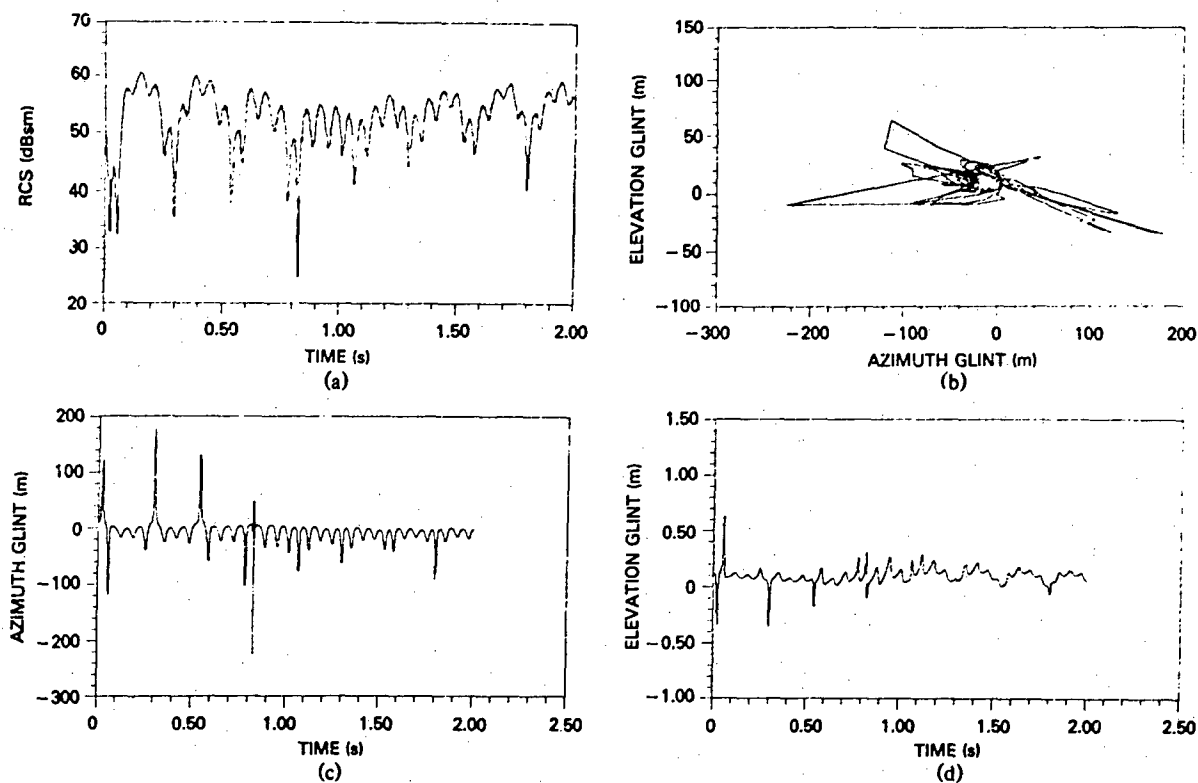 70
60
50
40
30
20
RCS (dBsm)
0 0.50 1.00 1.50 2.00
TIME (s)
(a)
150
100
50
0
−50
−100
ELEVATION GLINT (m)
−300 −200 −100 0 100 200
AZIMUTH GLINT (m)
(b)
200
100
0
−100
−200
−300
AZIMUTH GLINT (m)
0 0.50 1.00 1.50 2.00 2.50
TIME (s)
(c)
1.50
1.00
0.50
0
−0.50
−1.00
ELEVATION GLINT (m)
0 0.50 1.00 1.50 2.00 2.50
TIME (s)
(d)